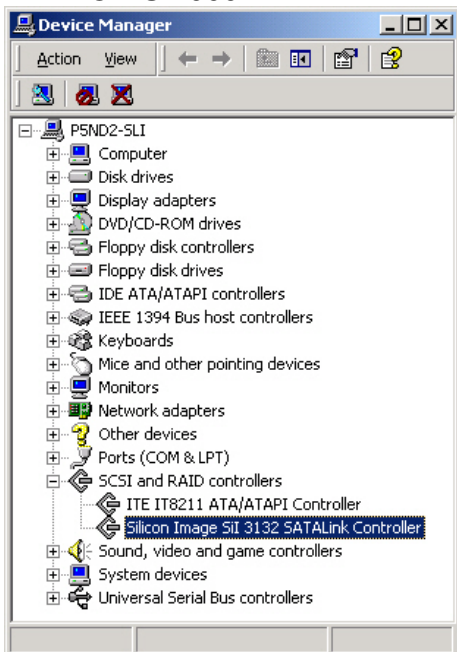 Device Manager
Action View
P5ND2-SLI
Computer
Disk drives
Display adapters
DVD/CD-ROM drives
Floppy disk controllers
Floppy disk drives
IDE ATA/ATAPI controllers
IEEE 1394 Bus host controllers
Keyboards
Mice and other pointing devices
Monitors
Network adapters
Other devices
Ports (COM & LPT)
SCSI and RAID controllers
ITE IT8211 ATA/ATAPI Controller
Silicon Image SiI 3132 SATALink Controller
Sound, video and game controllers
System devices
Universal Serial Bus controllers